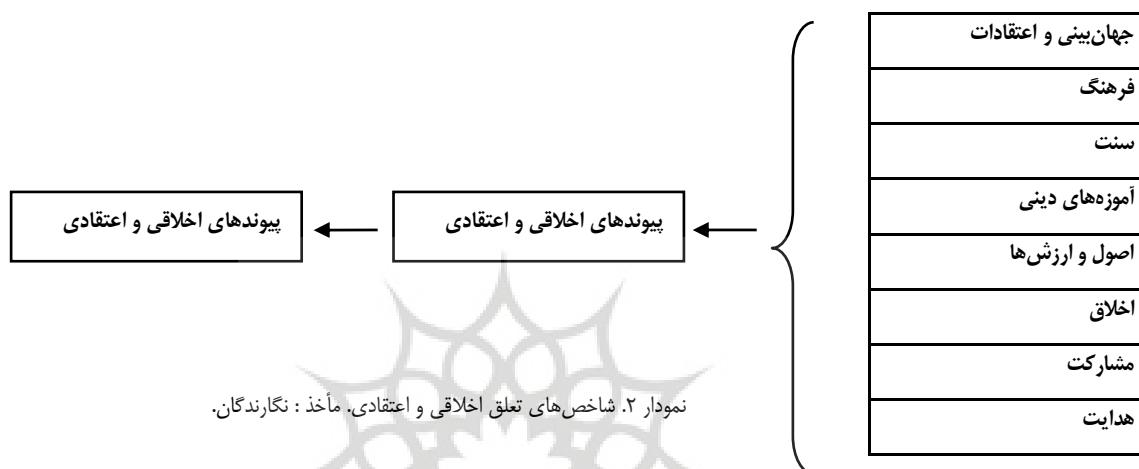 جهان‌بینی و اعتقادات
فرهنگ
سنت
آموزه‌های دینی
اصول و ارزش‌ها
اخلاق
مشارکت
هدایت
پیوندهای اخلاقی و اعتقادی
پیوندهای اخلاقی و اعتقادی
نمودار ۲. شاخص‌های تعلق اخلاقی و اعتقادی. مأخذ : نگارندگان.